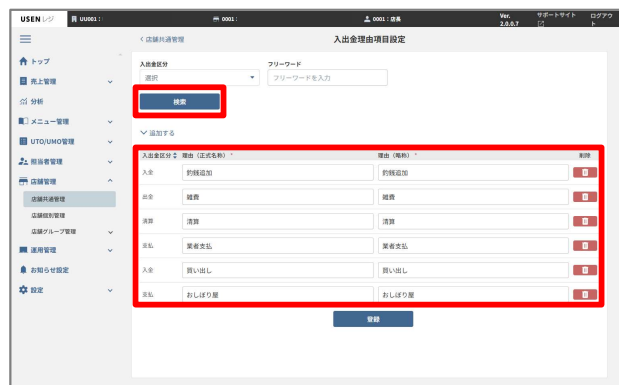 USEN レジ UU001: 0001: 0001:店長 Ver. 2.0.0.7 サポートサイト ログアウト
トップ
売上管理
分析
メニュー管理
UTO/UMO管理
担当者管理
店舗管理
店舗共通管理
店舗個別管理
店舗グループ管理
運用管理
お知らせ設定
設定
店舗共通管理 入出金理由項目設定
入出金区分 フリーワード
選択 フリーワードを入力
検索
追加する
入出金区分 理由(正式名称) * 理由(略称) * 削除
入金 釣銭追加 釣銭追加
出金 雑費 雑費
清算 清算 清算
支払 業者支払 業者支払
入金 買い出し 買い出し
支払 おしぼり屋 おしぼり屋
登録